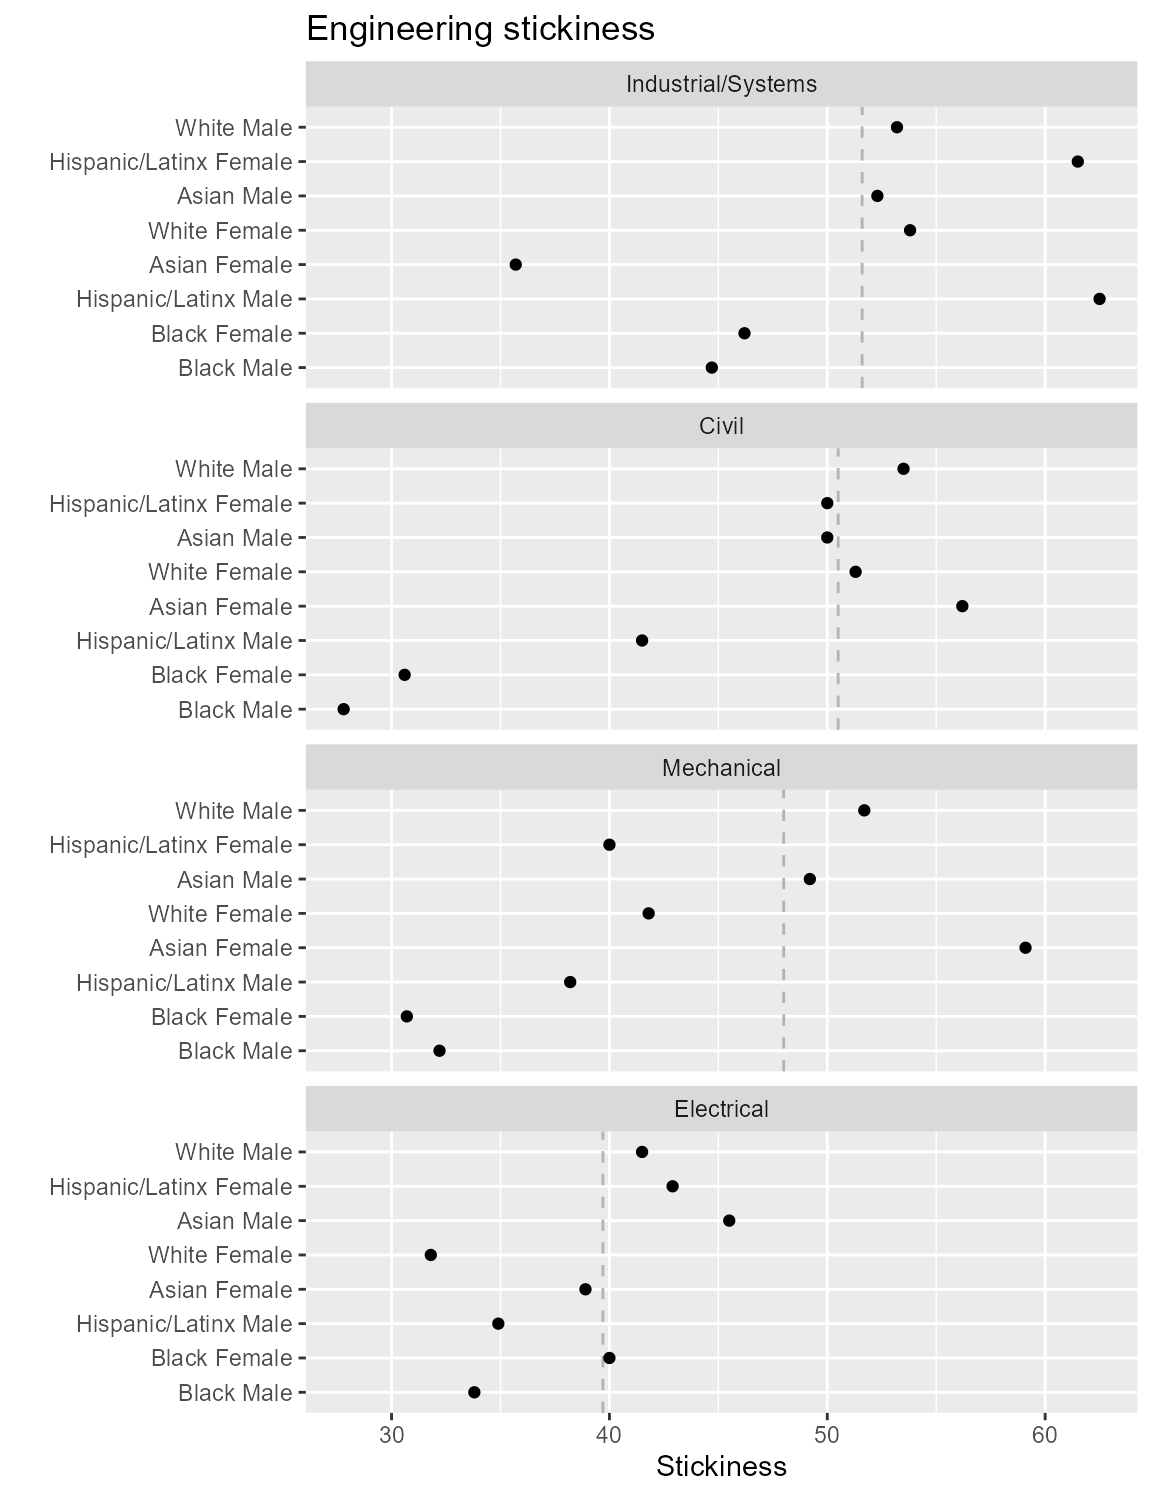 Engineering stickiness
Industrial/Systems
White Male
Hispanic/Latinx Female
Asian Male
White Female
Asian Female
Hispanic/Latinx Male
Black Female
Black Male
Civil
White Male
Hispanic/Latinx Female
Asian Male
White Female
Asian Female
Hispanic/Latinx Male
Black Female
Black Male
Mechanical
White Male
Hispanic/Latinx Female
Asian Male
White Female
Asian Female
Hispanic/Latinx Male
Black Female
Black Male
Electrical
White Male
Hispanic/Latinx Female
Asian Male
White Female
Asian Female
Hispanic/Latinx Male
Black Female
Black Male
30 40 50 60
Stickiness